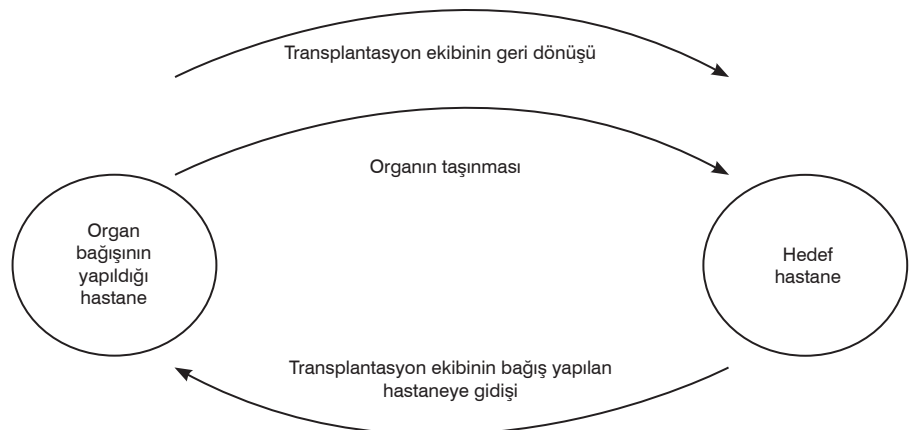 Transplantasyon ekibinin geri dönüşü
Organın taşınması
Organ
bağışının
yapıldığı
hastane
Hedef
hastane
Transplantasyon ekibinin bağış yapılan
hastaneye gidişi